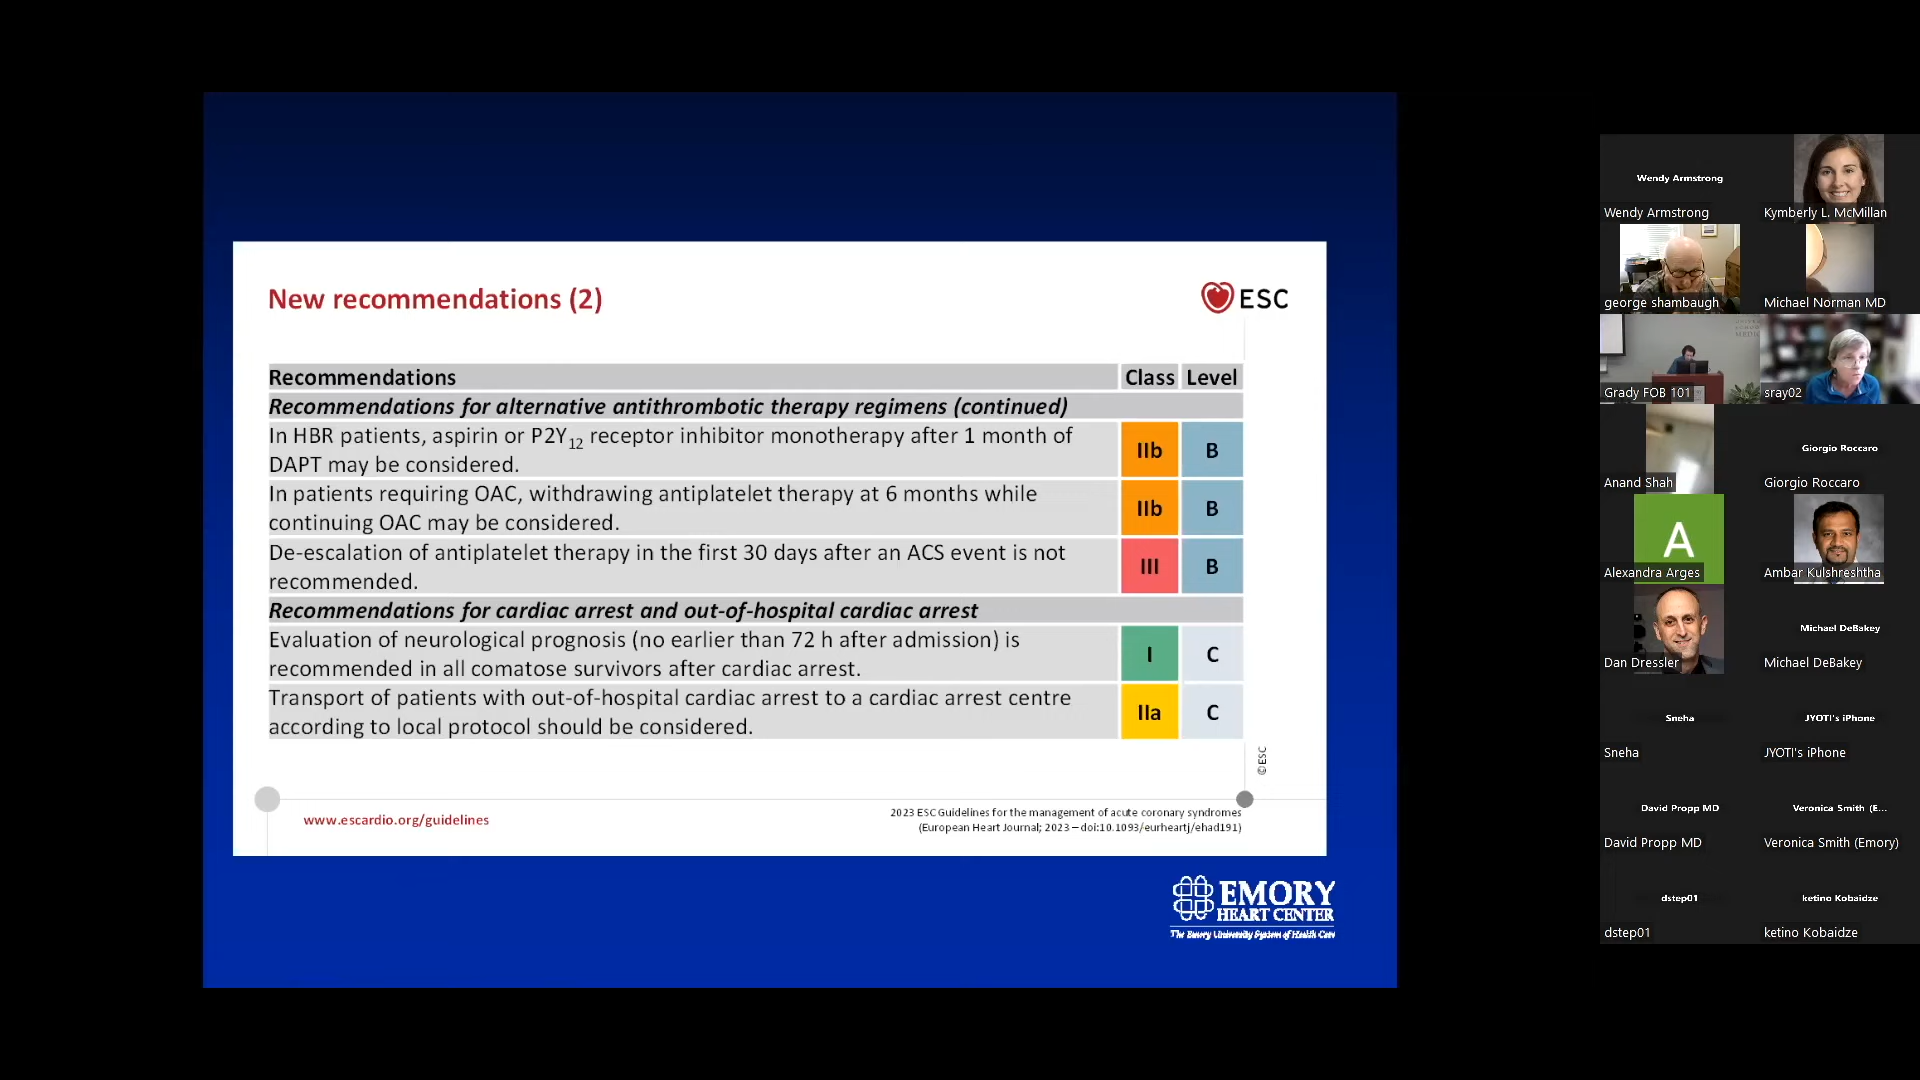 New recommendations (2)
ESC
Recommendations Class Level
Recommendations for alternative antithrombotic therapy regimens (continued)
In HBR patients, aspirin or P2Y12 receptor inhibitor monotherapy after 1 month of
DAPT may be considered.
IIb B
In patients requiring OAC, withdrawing antiplatelet therapy at 6 months while
continuing OAC may be considered.
IIb B
De-escalation of antiplatelet therapy in the first 30 days after an ACS event is not
recommended.
III B
Recommendations for cardiac arrest and out-of-hospital cardiac arrest
Evaluation of neurological prognosis (no earlier than 72 h after admission) is
recommended in all comatose survivors after cardiac arrest.
I C
Transport of patients with out-of-hospital cardiac arrest to a cardiac arrest centre
according to local protocol should be considered.
IIa C
©ESC
www.escardio.org/guidelines
2023 ESC Guidelines for the management of acute coronary syndromes
(European Heart Journal; 2023 – doi:10.1093/eurheartj/ehad191)
EMORY
HEART CENTER
The Emory University System of Health Care
Wendy Armstrong
Wendy Armstrong
Kymberly L. McMillan
george shambaugh
Michael Norman MD
Grady FOB 101
sray02
Anand Shah
Giorgio Roccaro
Giorgio Roccaro
A
Alexandra Arges
Ambar Kulshreshtha
Dan Dressler
Michael DeBakey
Michael DeBakey
Sneha
Sneha
JYOTI's iPhone
JYOTI's iPhone
David Propp MD
David Propp MD
Veronica Smith (E...
Veronica Smith (Emory)
dstep01
dstep01
ketino Kobaidze
ketino Kobaidze